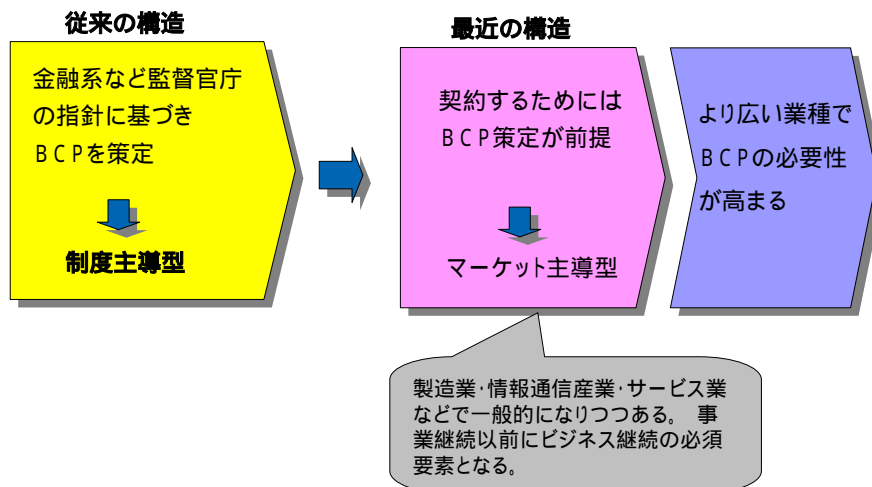 従来の構造
金融系など監督官庁
の指針に基づき
BCPを策定
制度主導型
最近の構造
契約するためには
BCP策定が前提
マーケット主導型
より広い業種で
BCPの必要性
が高まる
製造業･情報通信産業･サービス業
などで一般的になりつつある。 事
業継続以前にビジネス継続の必須
要素となる。